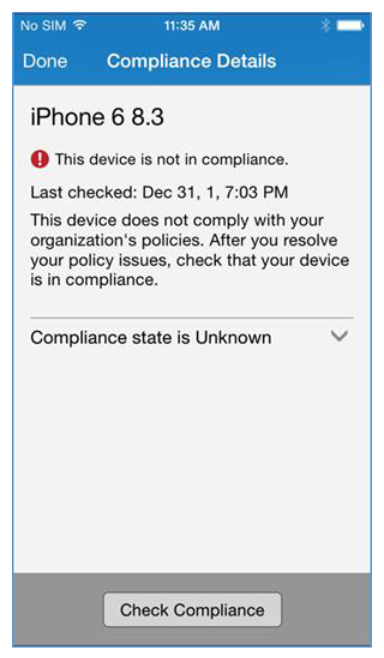 No SIM 11:35 AM
Done Compliance Details
iPhone 6 8.3
This device is not in compliance.
Last checked: Dec 31, 1, 7:03 PM
This device does not comply with your
organization's policies. After you resolve
your policy issues, check that your device
is in compliance.
Compliance state is Unknown
Check Compliance